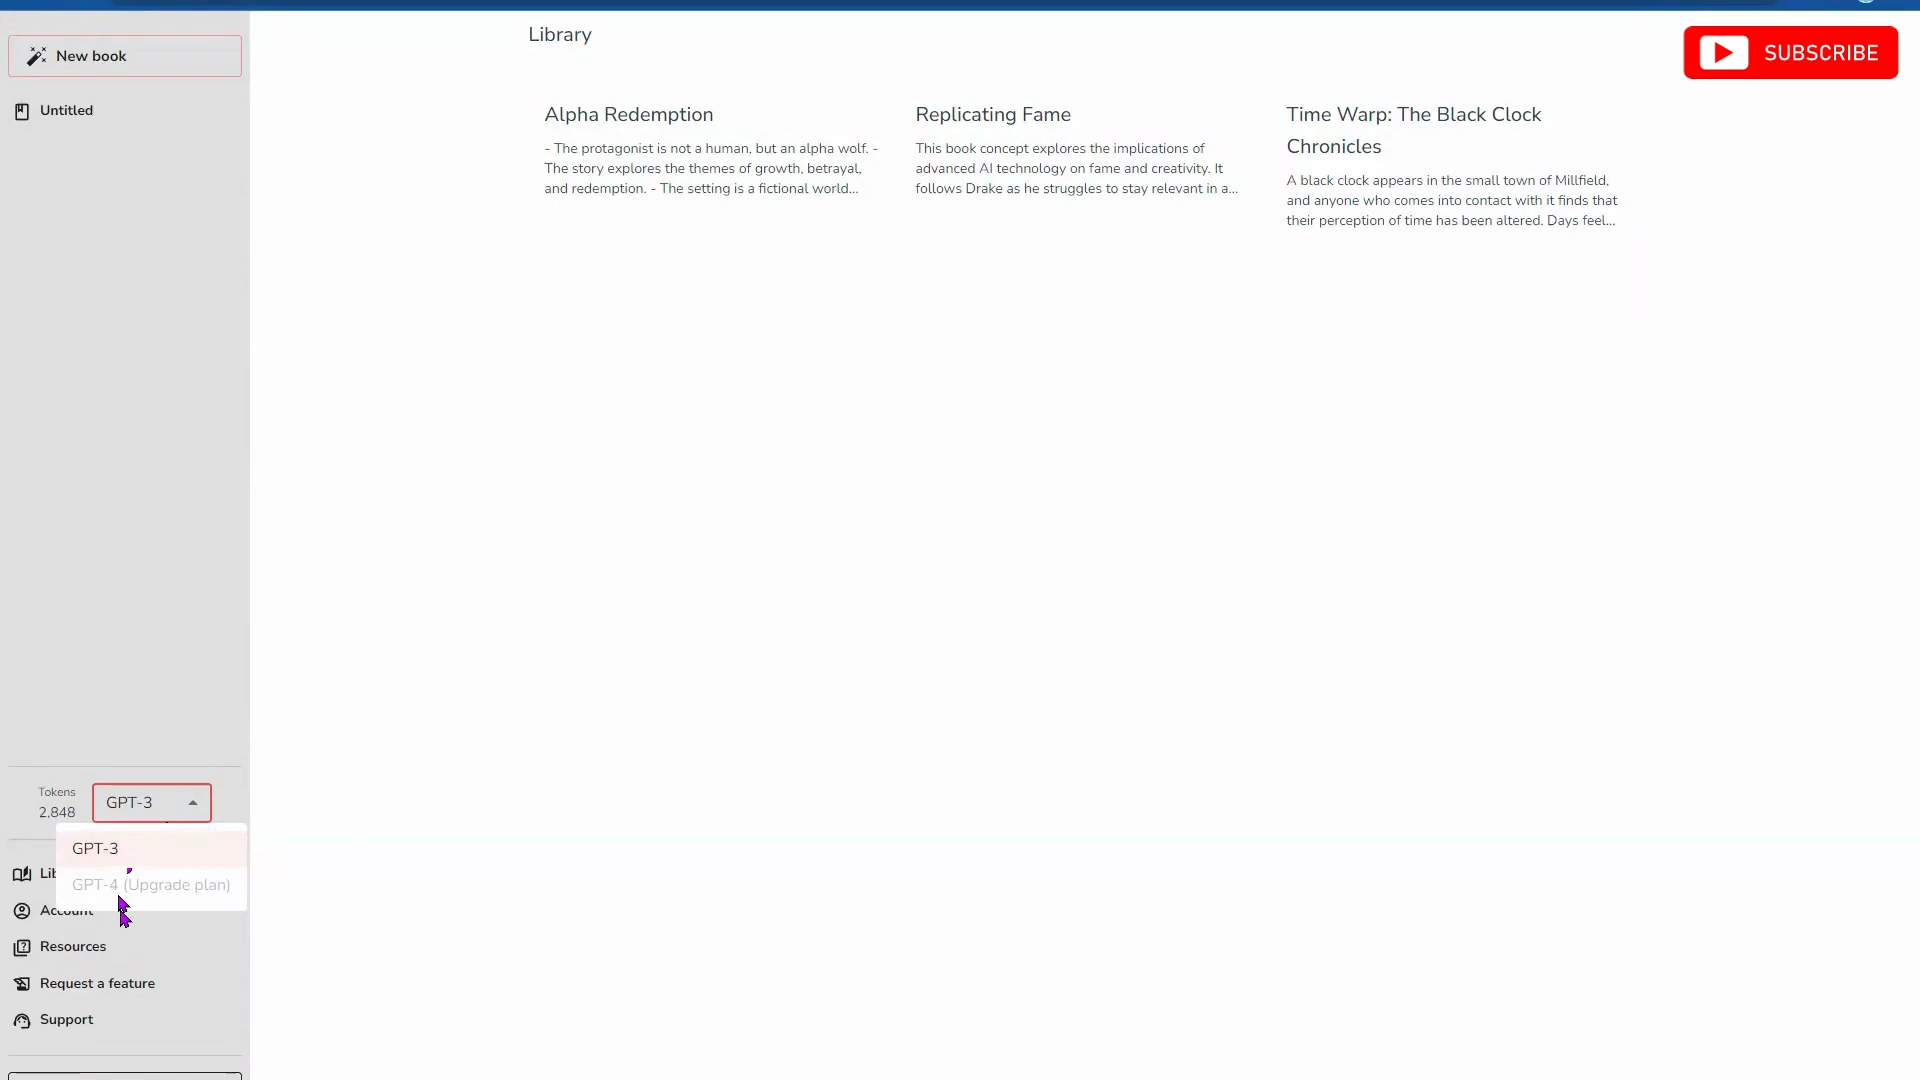 New book
Untitled
Library
SUBSCRIBE
Alpha Redemption
- The protagonist is not a human, but an alpha wolf. -
The story explores the themes of growth, betrayal,
and redemption. - The setting is a fictional world...
Replicating Fame
This book concept explores the implications of
advanced AI technology on fame and creativity. It
follows Drake as he struggles to stay relevant in a...
Time Warp: The Black Clock
Chronicles
A black clock appears in the small town of Millfield,
and anyone who comes into contact with it finds that
their perception of time has been altered. Days feel...
Tokens
2,848
GPT-3
GPT-3
GPT-4 (Upgrade plan)
Account
Resources
Request a feature
Support